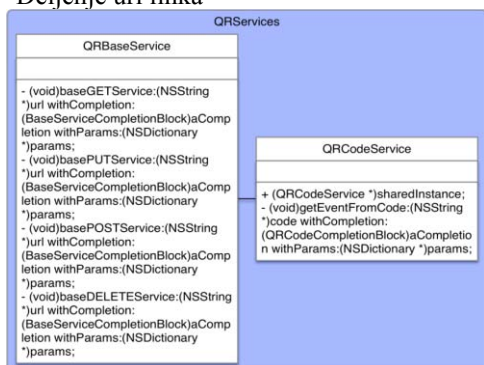 Deljenje url linka
QRServices
QRBaseService
- (void)baseGETService:(NSString
*)url withCompletion:
(BaseServiceCompletionBlock)aComp
letion withParams:(NSDictionary
*)params;
- (void)basePUTService:(NSString
*)url withCompletion:
(BaseServiceCompletionBlock)aComp
letion withParams:(NSDictionary
*)params;
- (void)basePOSTService:(NSString
*)url withCompletion:
(BaseServiceCompletionBlock)aComp
letion withParams:(NSDictionary
*)params;
- (void)baseDELETEService:(NSString
*)url withCompletion:
(BaseServiceCompletionBlock)aComp
letion withParams:(NSDictionary
*)params;
QRCodeService
+ (QRCodeService *)sharedInstance;
- (void)getEventFromCode:(NSString
*)code withCompletion:
(QRCodeCompletionBlock)aCompletio
n withParams:(NSDictionary *)params;